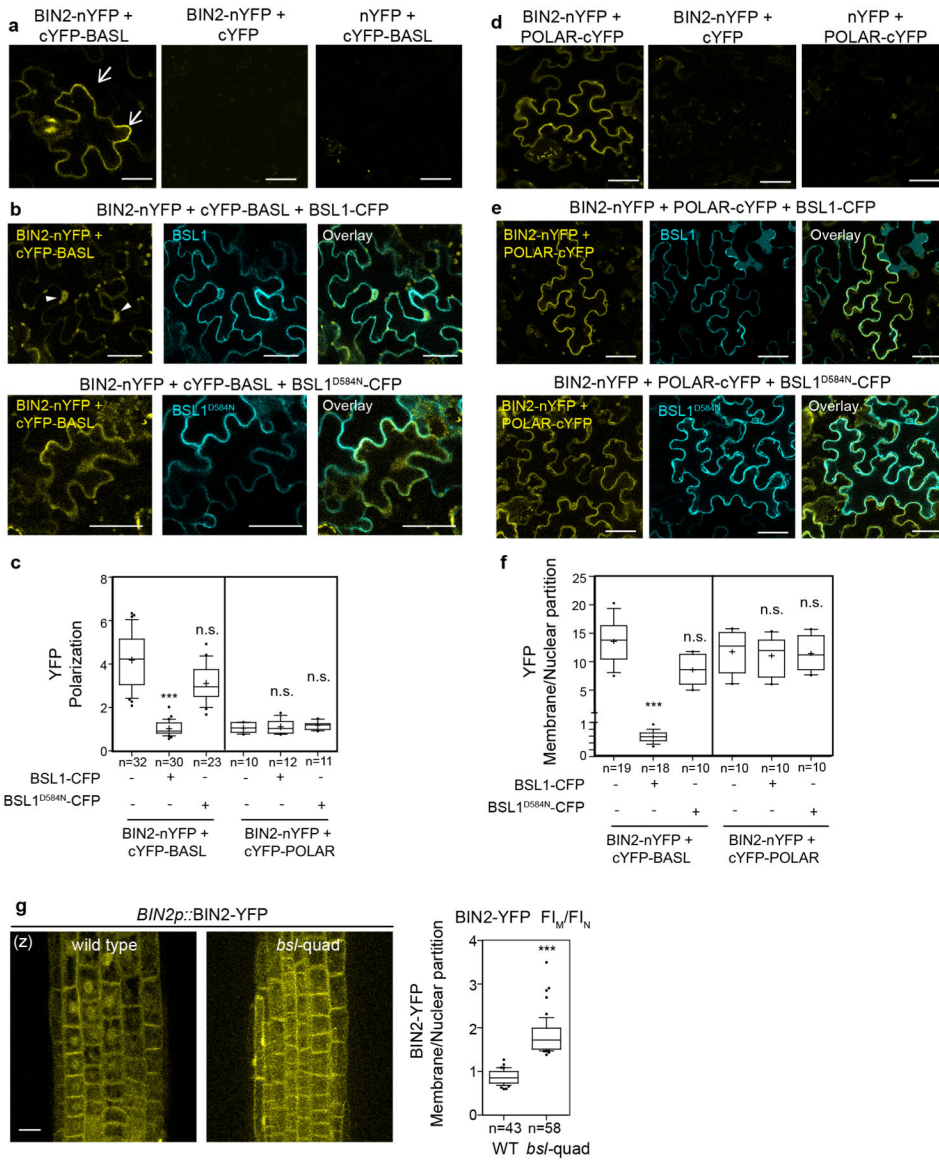 a
BIN2-nYFP +
cYFP-BASL
BIN2-nYFP +
cYFP
nYFP +
cYFP-BASL
b
BIN2-nYFP + cYFP-BASL + BSL1-CFP
BIN2-nYFP +
cYFP-BASL
BSL1
Overlay
BIN2-nYFP + cYFP-BASL + BSL1D584N-CFP
BIN2-nYFP +
cYFP-BASL
BSL1D584N
Overlay
c
YFP
Polarization
8
6
4
2
0
***
n.s.
n.s.
n.s.
n=32 n=30 n=23 n=10 n=12 n=11
BSL1-CFP - + - - + -
BSL1D584N-CFP - - + - - +
BIN2-nYFP +
cYFP-BASL
BIN2-nYFP +
cYFP-POLAR
d
BIN2-nYFP +
POLAR-cYFP
BIN2-nYFP +
cYFP
nYFP +
POLAR-cYFP
e
BIN2-nYFP + POLAR-cYFP + BSL1-CFP
BIN2-nYFP +
POLAR-cYFP
BSL1
Overlay
BIN2-nYFP + POLAR-cYFP + BSL1D584N-CFP
BIN2-nYFP +
POLAR-cYFP
BSL1D584N
Overlay
f
YFP
Membrane/Nuclear partition
25
20
15
10
5
1
0
***
n.s.
n.s.
n.s.
n=19 n=18 n=10 n=10 n=10 n=10
BSL1-CFP - + - - + -
BSL1D584N-CFP - - + - - +
BIN2-nYFP +
cYFP-BASL
BIN2-nYFP +
cYFP-POLAR
g
BIN2p::BIN2-YFP
(z)
wild type
bsl-quad
BIN2-YFP FIM/FIN
BIN2-YFP
Membrane/Nuclear partition
4
3
2
1
0
***
n=43 n=58
WT bsl-quad